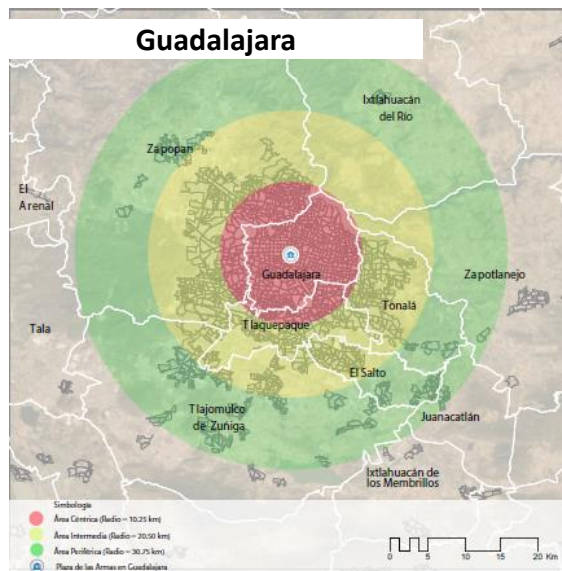 Guadalajara
Ixtlahuacán
del Río
Zapopan
El
Arenal
Guadalajara
Zapotlanejo
Tonalá
Tala
Tlaquepaque
El Salto
Tlajomulco
de Zuñiga
Juanacatlán
Ixtlahuacán de
los Membrillos
Simbología
Área Céntrica (Radio = 10.25 km)
Área Intermedia (Radio = 20.50 km)
Área Periférica (Radio = 30.75 km)
Plaza de las Armas en Guadalajara
0 5 10 15 20 Km